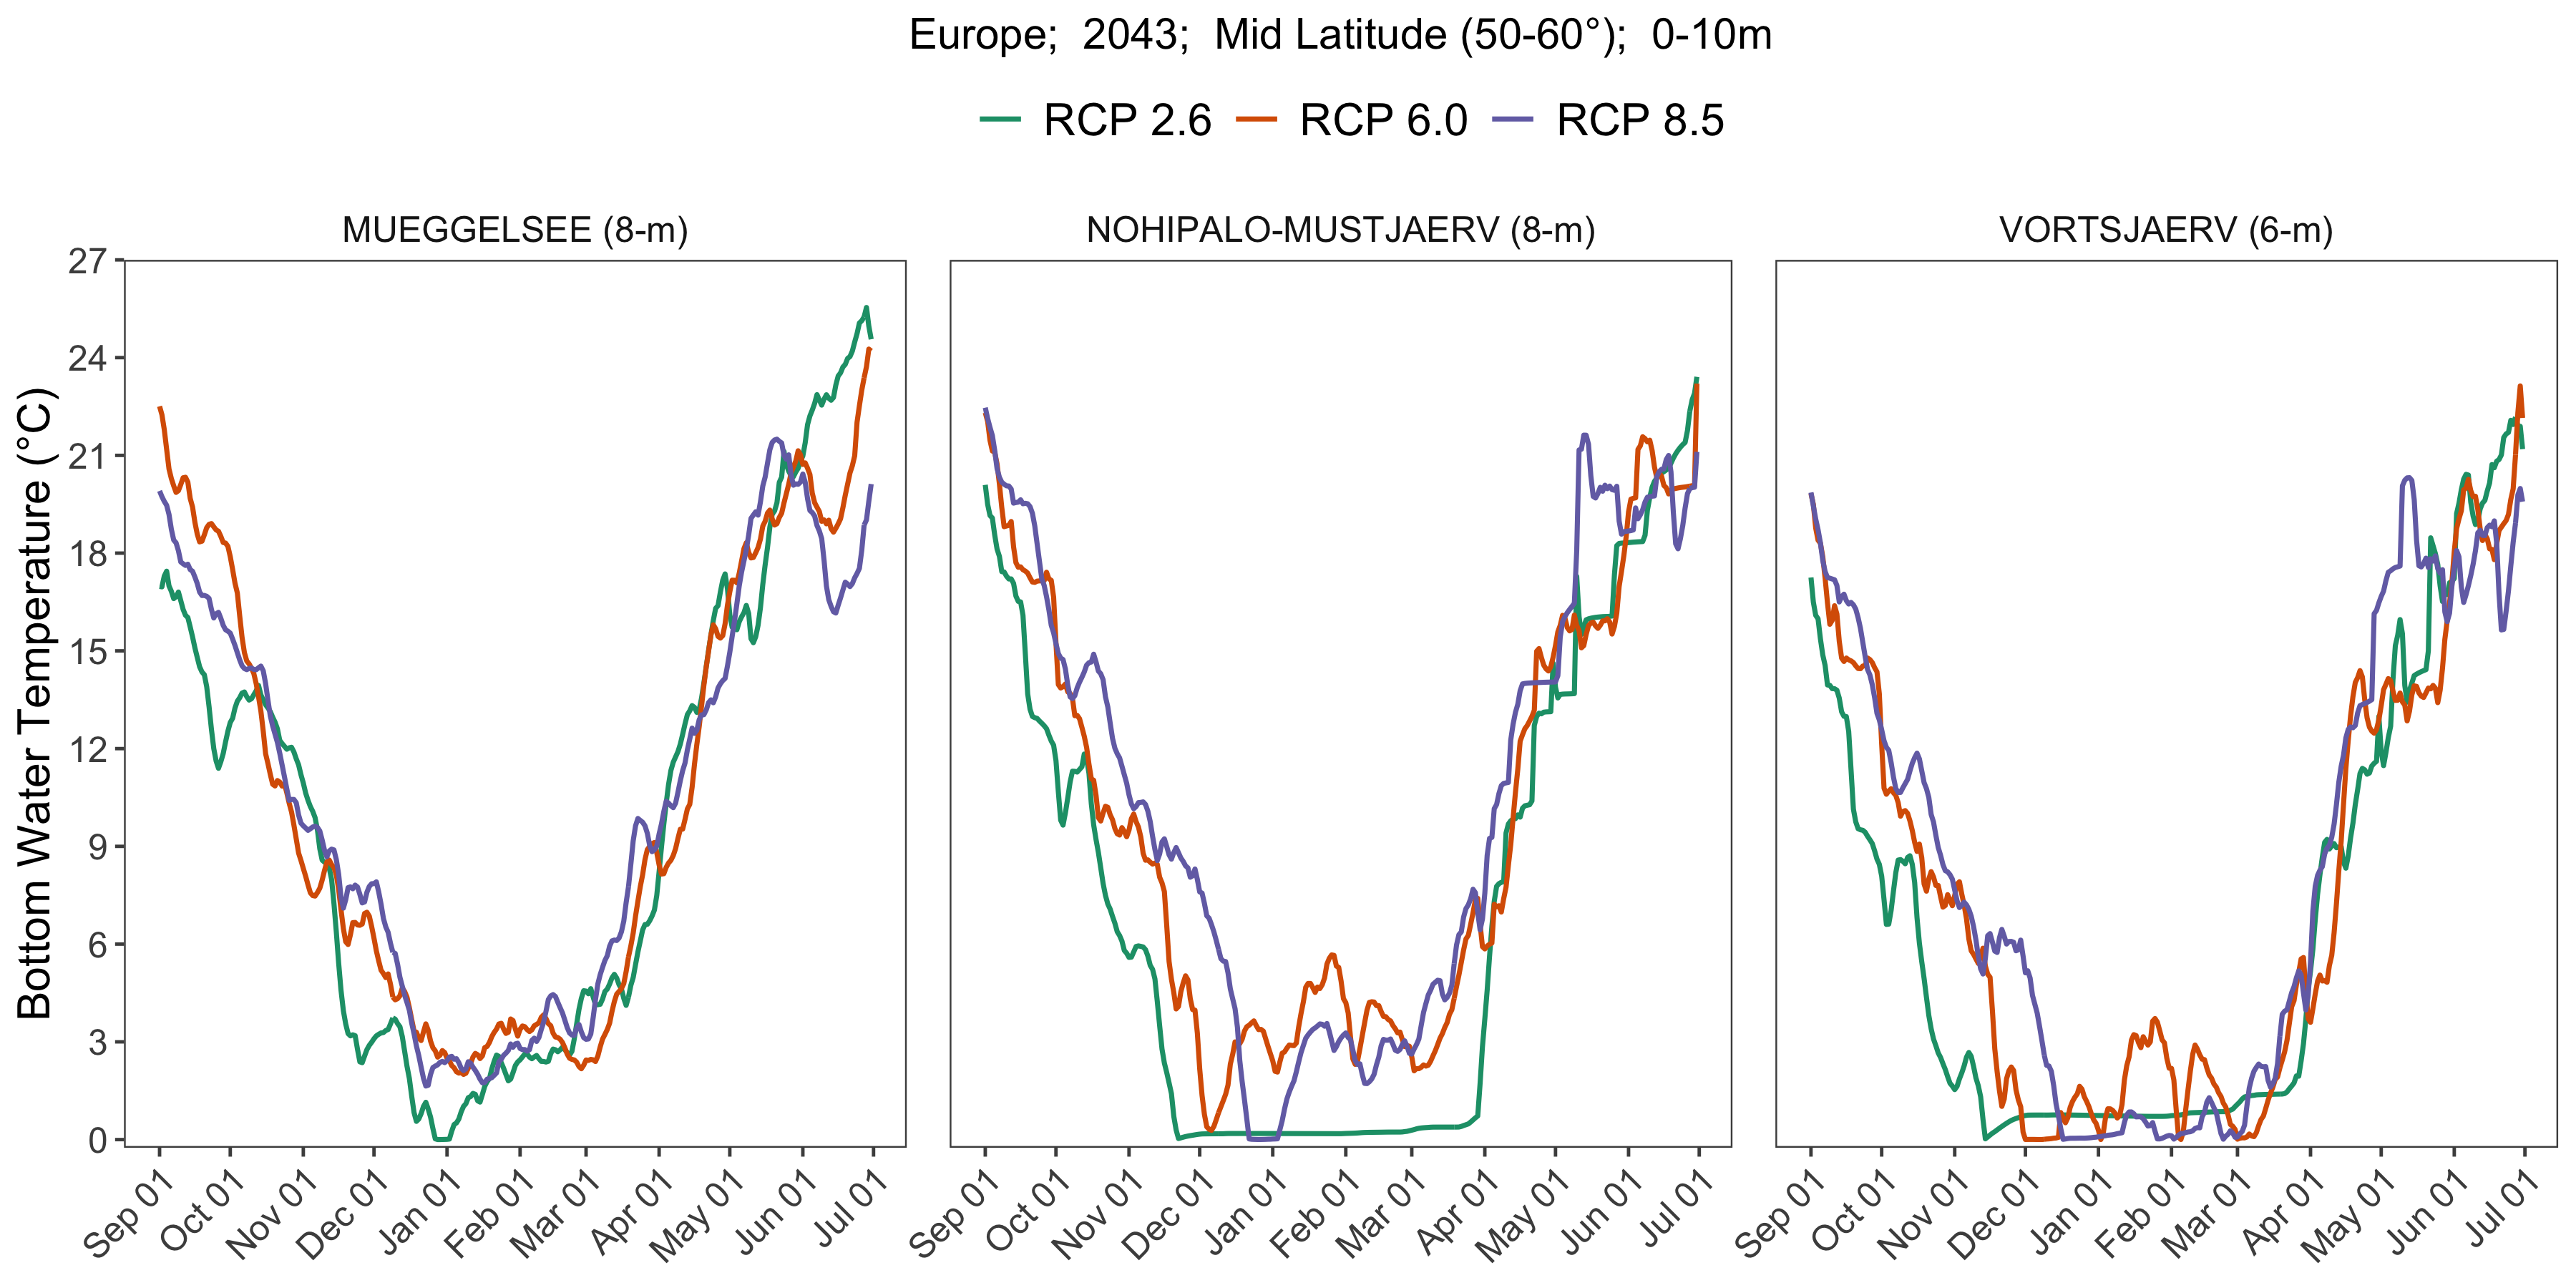 Europe;  2043;  Mid Latitude (50-60°);  0-10m
RCP 2.6 RCP 6.0 RCP 8.5
MUEGGELSEE (8-m) NOHIPALO-MUSTJAERV (8-m) VORTSJAERV (6-m)
Bottom Water Temperature (°C)
27
24
21
18
15
12
9
6
3
0
Sep 01 Oct 01 Nov 01 Dec 01 Jan 01 Feb 01 Mar 01 Apr 01 May 01 Jun 01 Jul 01
Sep 01 Oct 01 Nov 01 Dec 01 Jan 01 Feb 01 Mar 01 Apr 01 May 01 Jun 01 Jul 01
Sep 01 Oct 01 Nov 01 Dec 01 Jan 01 Feb 01 Mar 01 Apr 01 May 01 Jun 01 Jul 01